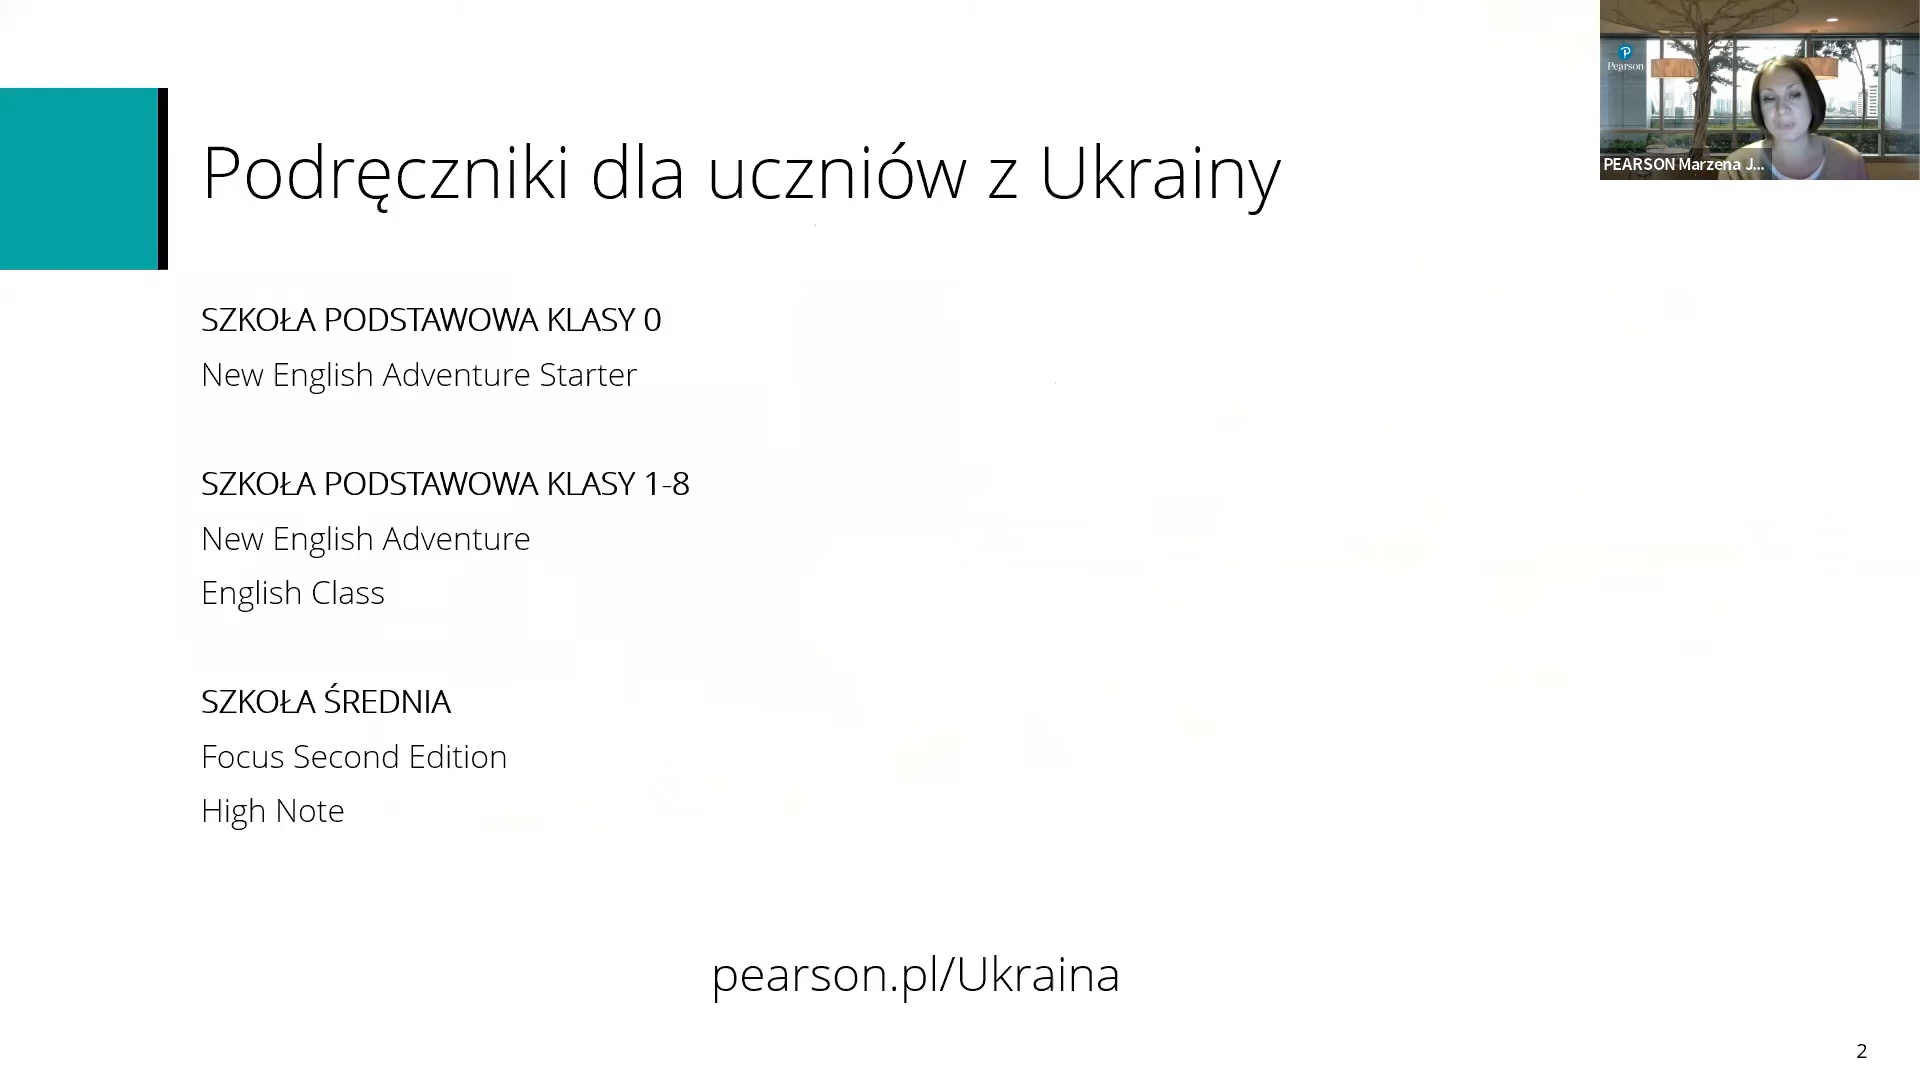 Podręczniki dla uczniów z Ukrainy
Pearson
PEARSON Marzena J...
SZKOŁA PODSTAWOWA KLASY 0
New English Adventure Starter
SZKOŁA PODSTAWOWA KLASY 1-8
New English Adventure
English Class
SZKOŁA ŚREDNIA
Focus Second Edition
High Note
pearson.pl/Ukraina
2